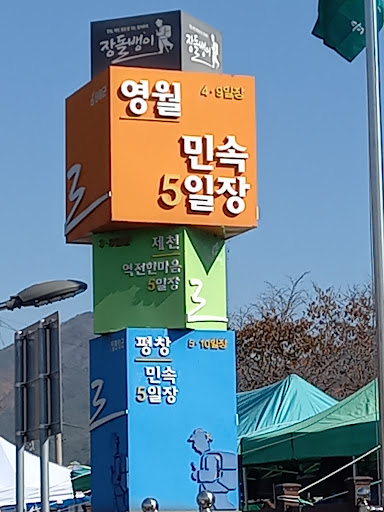 장돌뱅이
장돌뱅이
영월
4·9일장
민속
5일장
3·8일장
제천
역전한마음
5일장
평창
5·10일장
민속
5일장